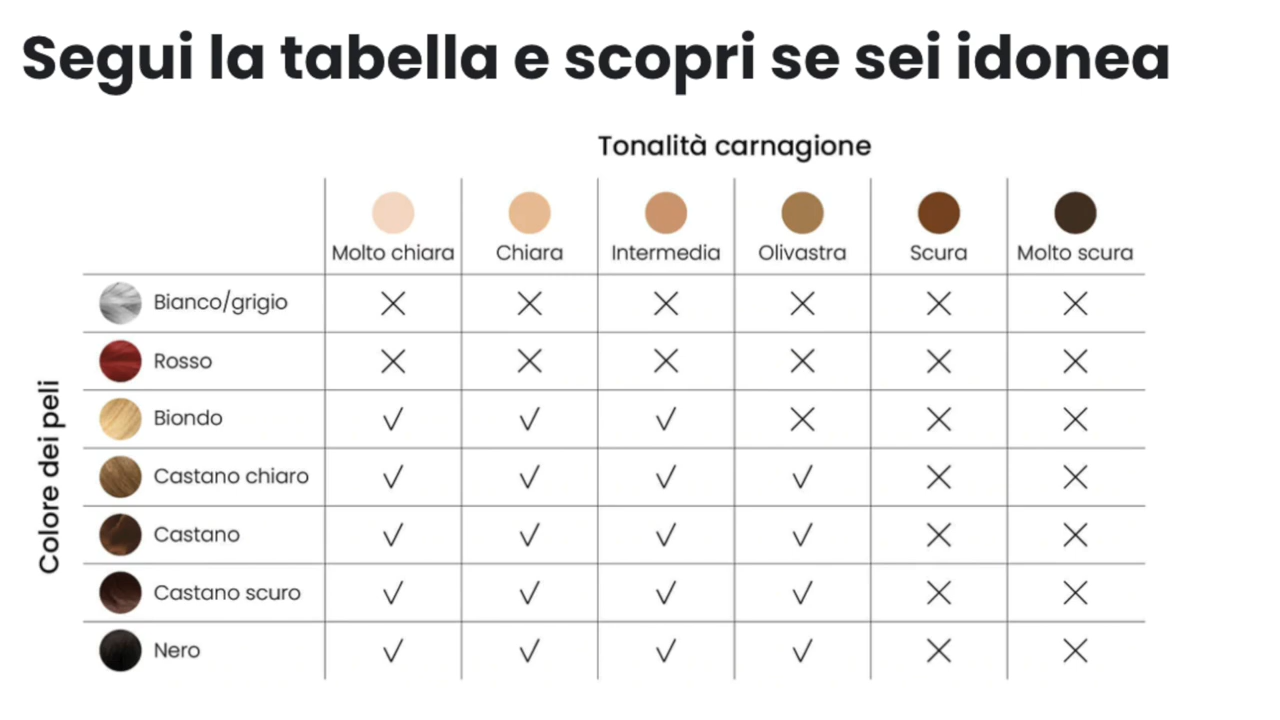 Segui la tabella e scopri se sei idonea
Tonalità carnagione
Molto chiara Chiara Intermedia Olivastra Scura Molto scura
Colore dei peli
Bianco/grigio
Rosso
Biondo
Castano chiaro
Castano
Castano scuro
Nero